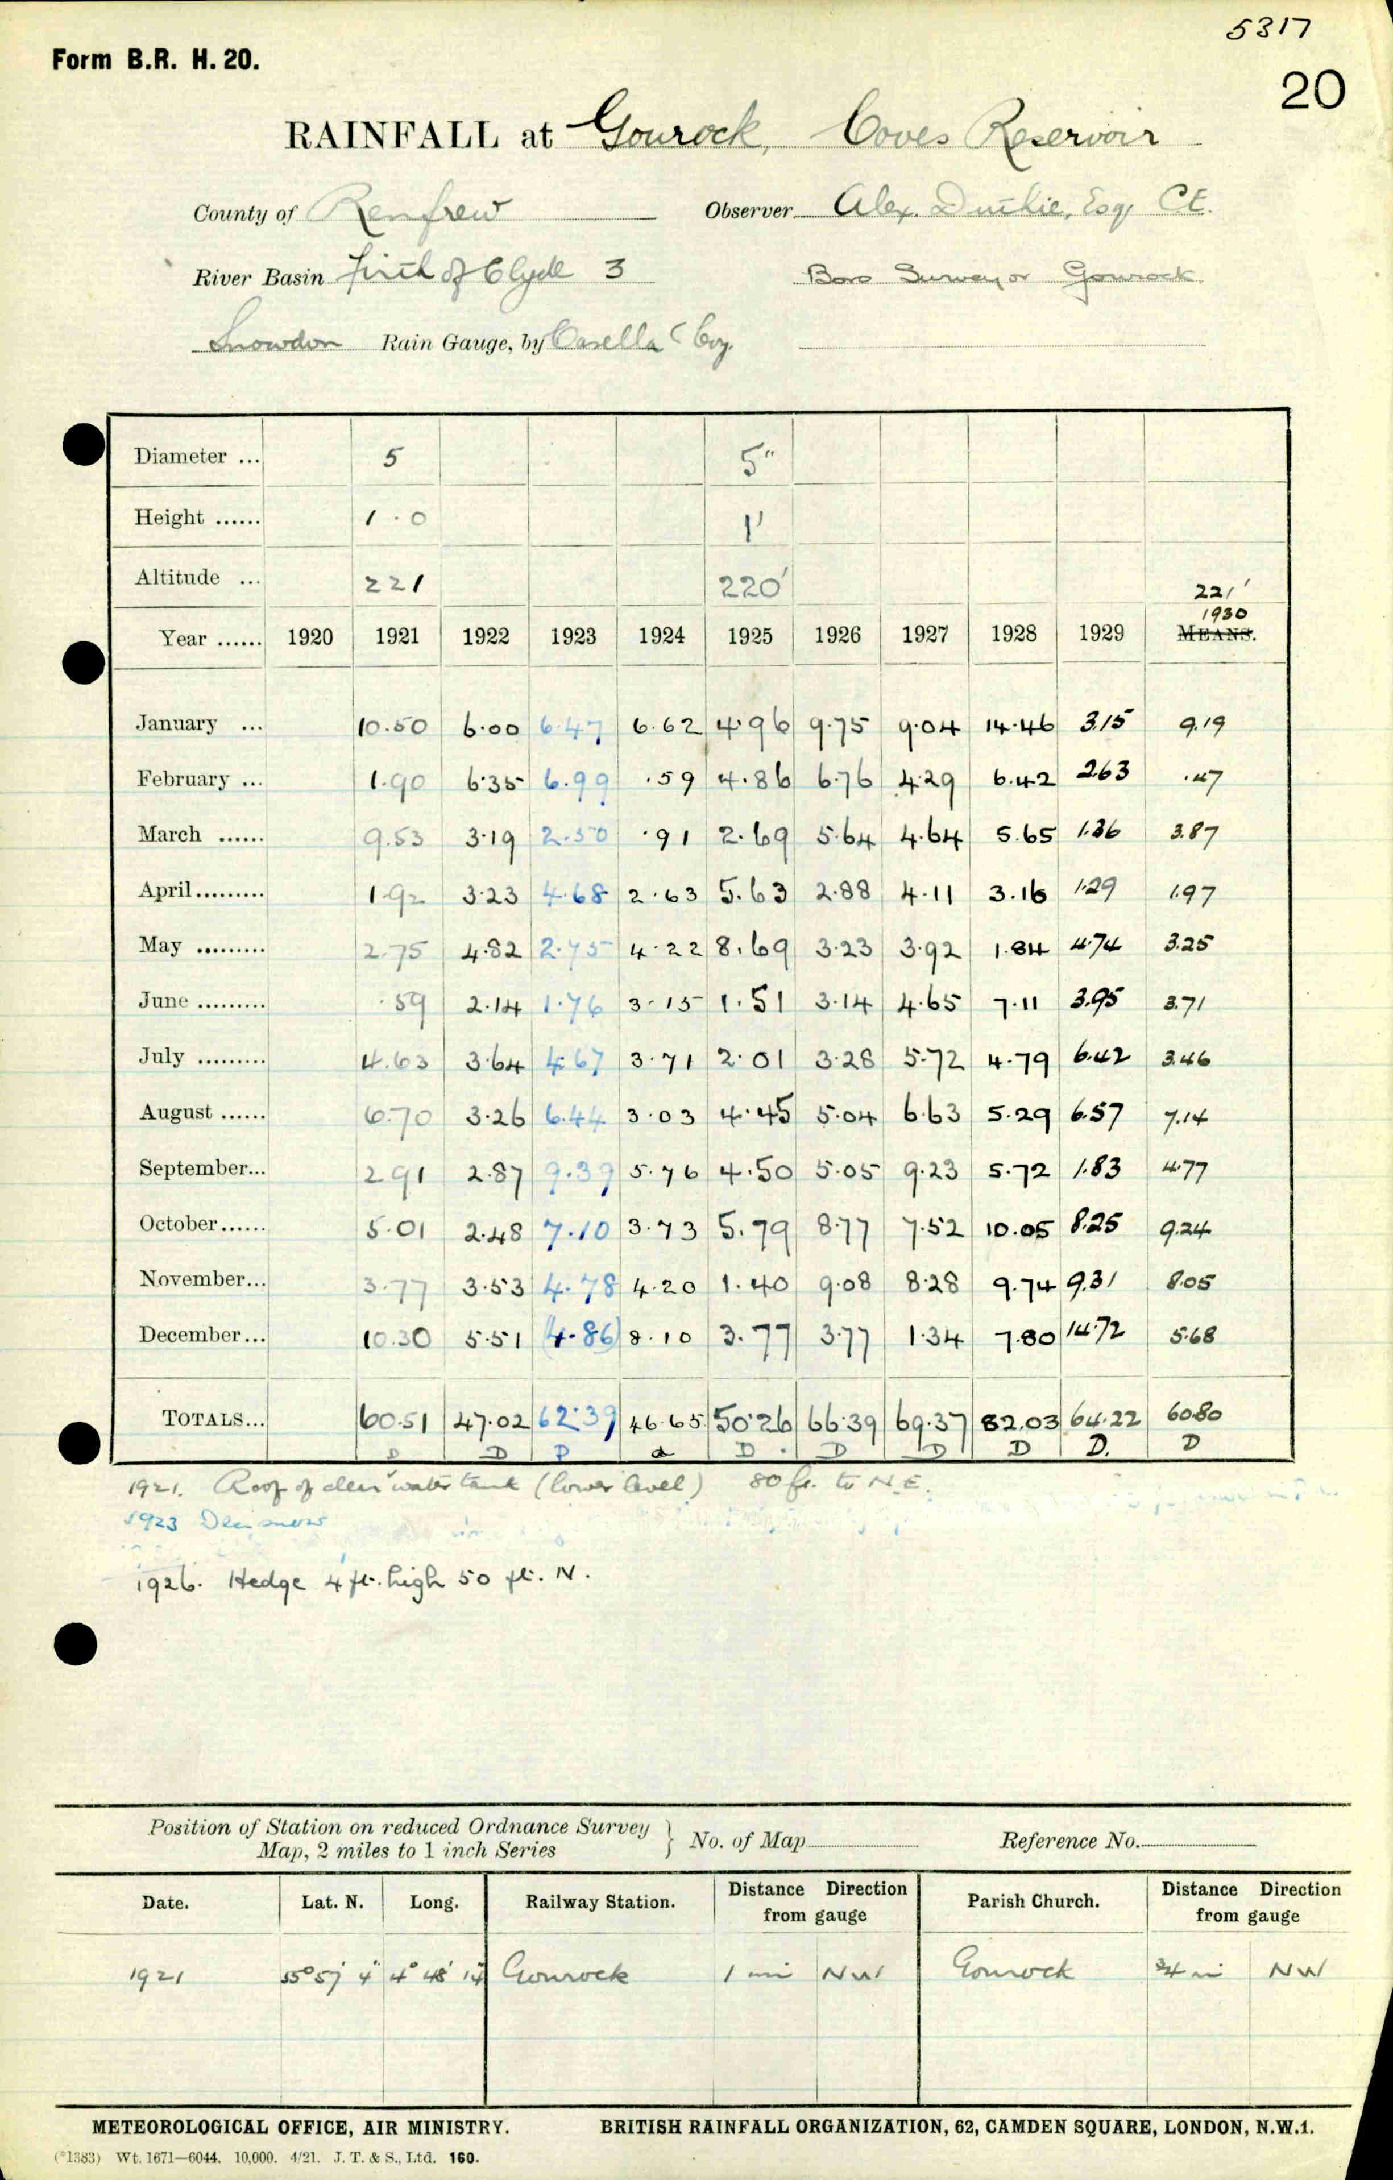 5317
Form B.R. H. 20.
20
RAINFALL at Gourock, Coves Reservoir
County of Renfrew Observer Alex. Duthie, Esq, C.E.
River Basin Firth of Clyde 3 Boro Surveyor Gourock
Snowdon Rain Gauge, by Casella & Coy.
Diameter ... 5 5"
Height ...... 1 . 0 1'
Altitude ... 221 220' 221'
1930
Year ...... 1920 1921 1922 1923 1924 1925 1926 1927 1928 1929 MEANS.
January ... 10.50 6.00 6.47 6.62 4.96 9.75 9.04 14.46 3.15 9.19
February ... 1.90 6.35 6.99 .59 4.86 6.76 4.29 6.42 2.63 .47
March ...... 9.53 3.19 2.50 .91 2.69 5.64 4.64 5.65 1.36 3.87
April......... 1.92 3.23 4.68 2.63 5.63 2.88 4.11 3.16 1.29 1.97
May ......... 2.75 4.82 2.75 4.22 8.69 3.23 3.92 1.84 4.74 3.25
June ......... .59 2.14 1.76 3.15 1.51 3.14 4.65 7.11 3.95 3.71
July ......... 4.63 3.64 4.67 3.71 2.01 3.28 5.72 4.79 6.42 3.46
August ...... 6.70 3.26 6.44 3.03 4.45 5.04 6.63 5.29 6.57 7.14
September... 2.91 2.87 9.39 5.76 4.50 5.05 9.23 5.72 1.83 4.77
October...... 5.01 2.48 7.10 3.73 5.79 8.77 7.52 10.05 8.25 9.24
November... 3.77 3.53 4.78 4.20 1.40 9.08 8.28 9.74 9.31 8.05
December... 10.30 5.51 (4.86) 8.10 3.77 3.77 1.34 7.80 14.72 5.68
TOTALS... 60.51 47.02 62.39 46.65 50.26 66.39 69.37 82.03 64.22 60.80
D D D d D . D D D D. D
1921. Roof of clear water tank (lower level) 80 ft. to N.E.
1923 Dec snow
1926. Hedge 4 ft. high 50 ft. N.
Position of Station on reduced Ordnance Survey
Map, 2 miles to 1 inch Series } No. of Map Reference No.
Date. Lat. N. Long. Railway Station. Distance Direction from gauge Parish Church. Distance Direction from gauge
1921 55° 57' 4" 4° 48' 14" Gourock 1 mi NW Gourock ¾ mi NW
METEOROLOGICAL OFFICE, AIR MINISTRY. BRITISH RAINFALL ORGANIZATION, 62, CAMDEN SQUARE, LONDON, N.W.1.
(*1383) Wt. 1671—6044. 10,000. 4/21. J. T. & S., Ltd. 160.